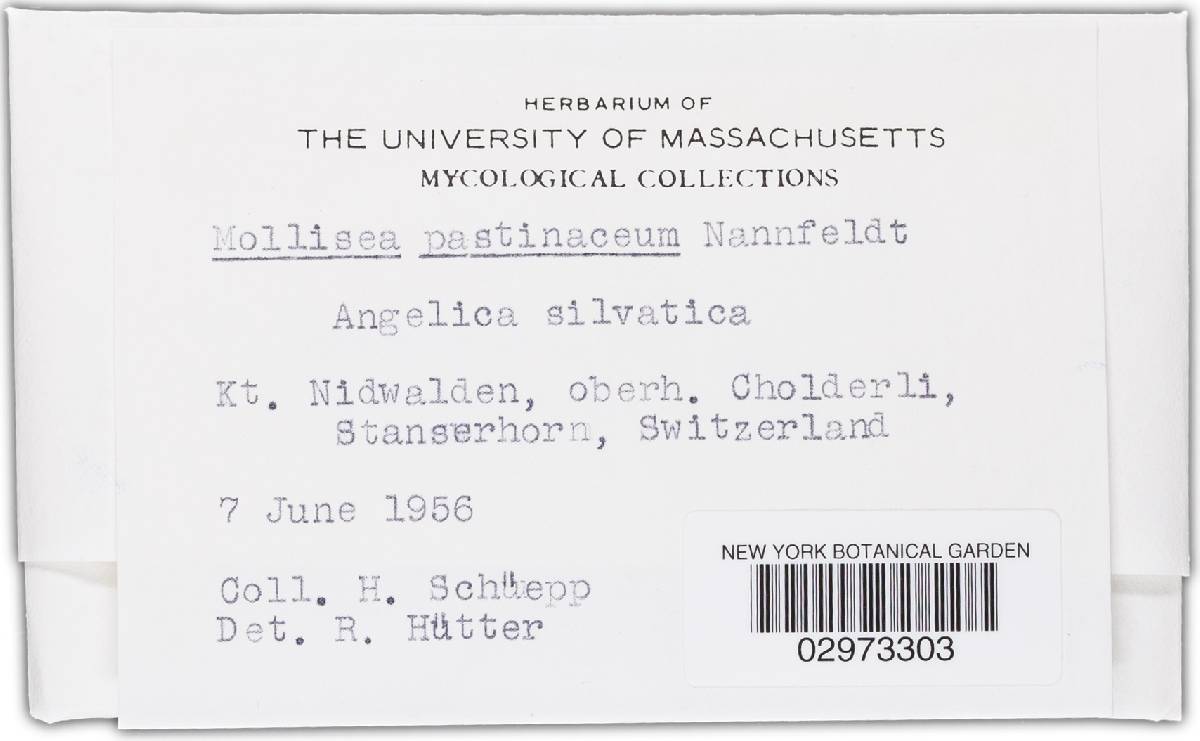 HERBARIUM OF
THE UNIVERSITY OF MASSACHUSETTS
MYCOLOGICAL COLLECTIONS
Mollisea pastinaceum Nannfeldt
Angelica silvatica
Kt. Nidwalden, oberh. Cholderli,
Stanserhorn, Switzerland
7 June 1956
Coll. H. Schüepp
Det. R. Hütter
NEW YORK BOTANICAL GARDEN
02973303